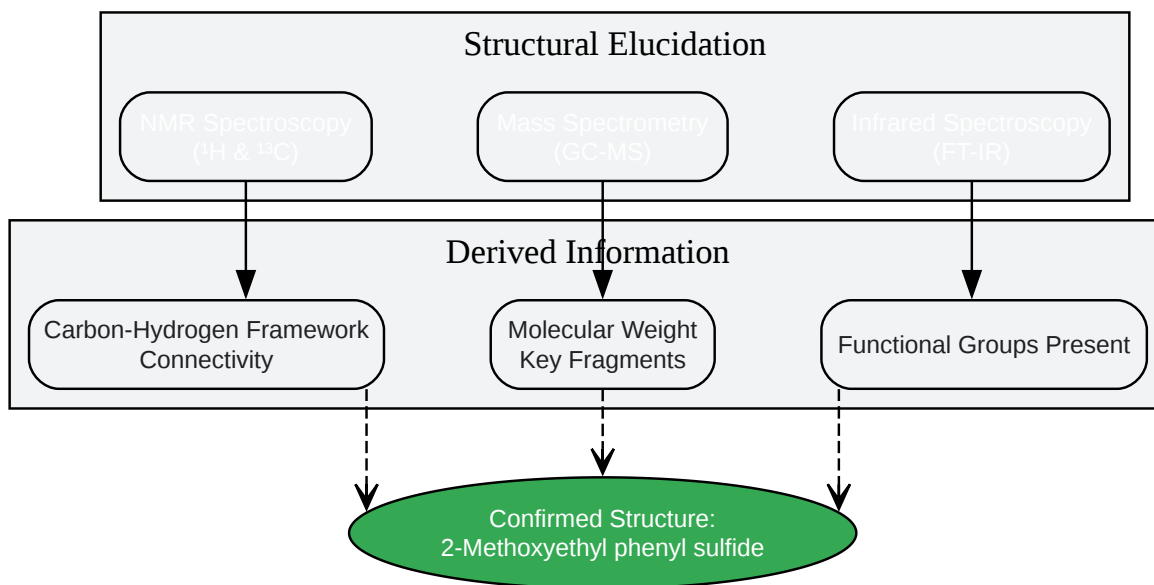 Structural Elucidation
NMR Spectroscopy
(¹H & ¹³C)
Mass Spectrometry
(GC-MS)
Infrared Spectroscopy
(FT-IR)
Derived Information
Carbon-Hydrogen Framework
Connectivity
Molecular Weight
Key Fragments
Functional Groups Present
Confirmed Structure:
2-Methoxyethyl phenyl sulfide